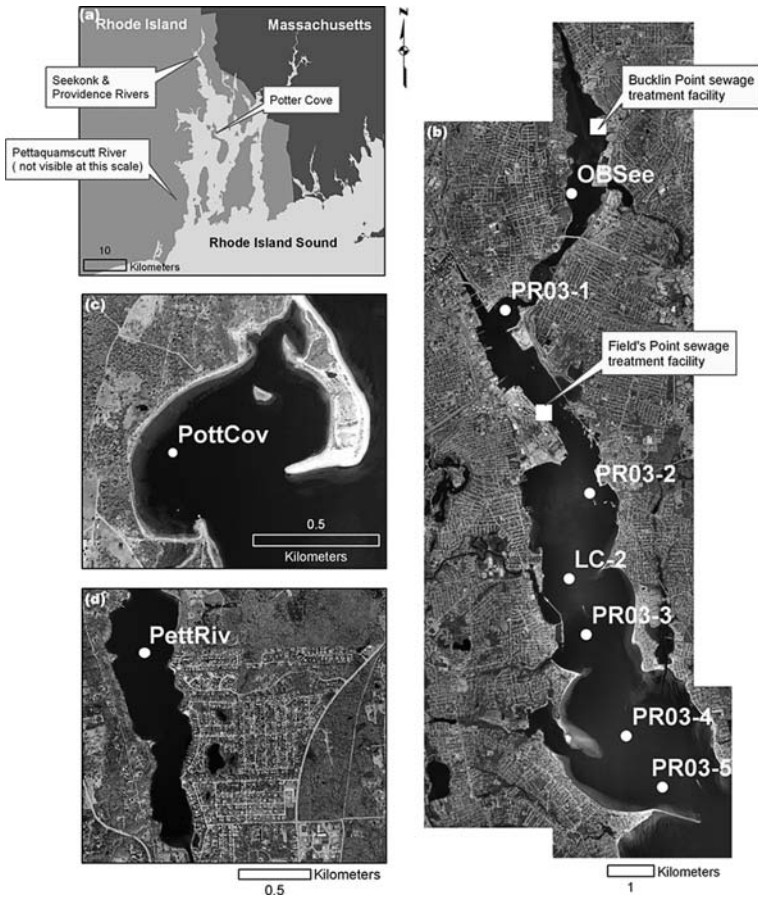 (a)
Rhode Island
Massachusetts
Seekonk &
Providence Rivers
Potter Cove
Pettaquamscutt River
( not visible at this scale)
Rhode Island Sound
10
Kilometers
N
(b)
Bucklin Point sewage
treatment facility
OBSee
PR03-1
Field's Point sewage
treatment facility
PR03-2
LC-2
PR03-3
PR03-4
PR03-5
Kilometers
1
(c)
PottCov
0.5
Kilometers
(d)
PettRiv
Kilometers
0.5